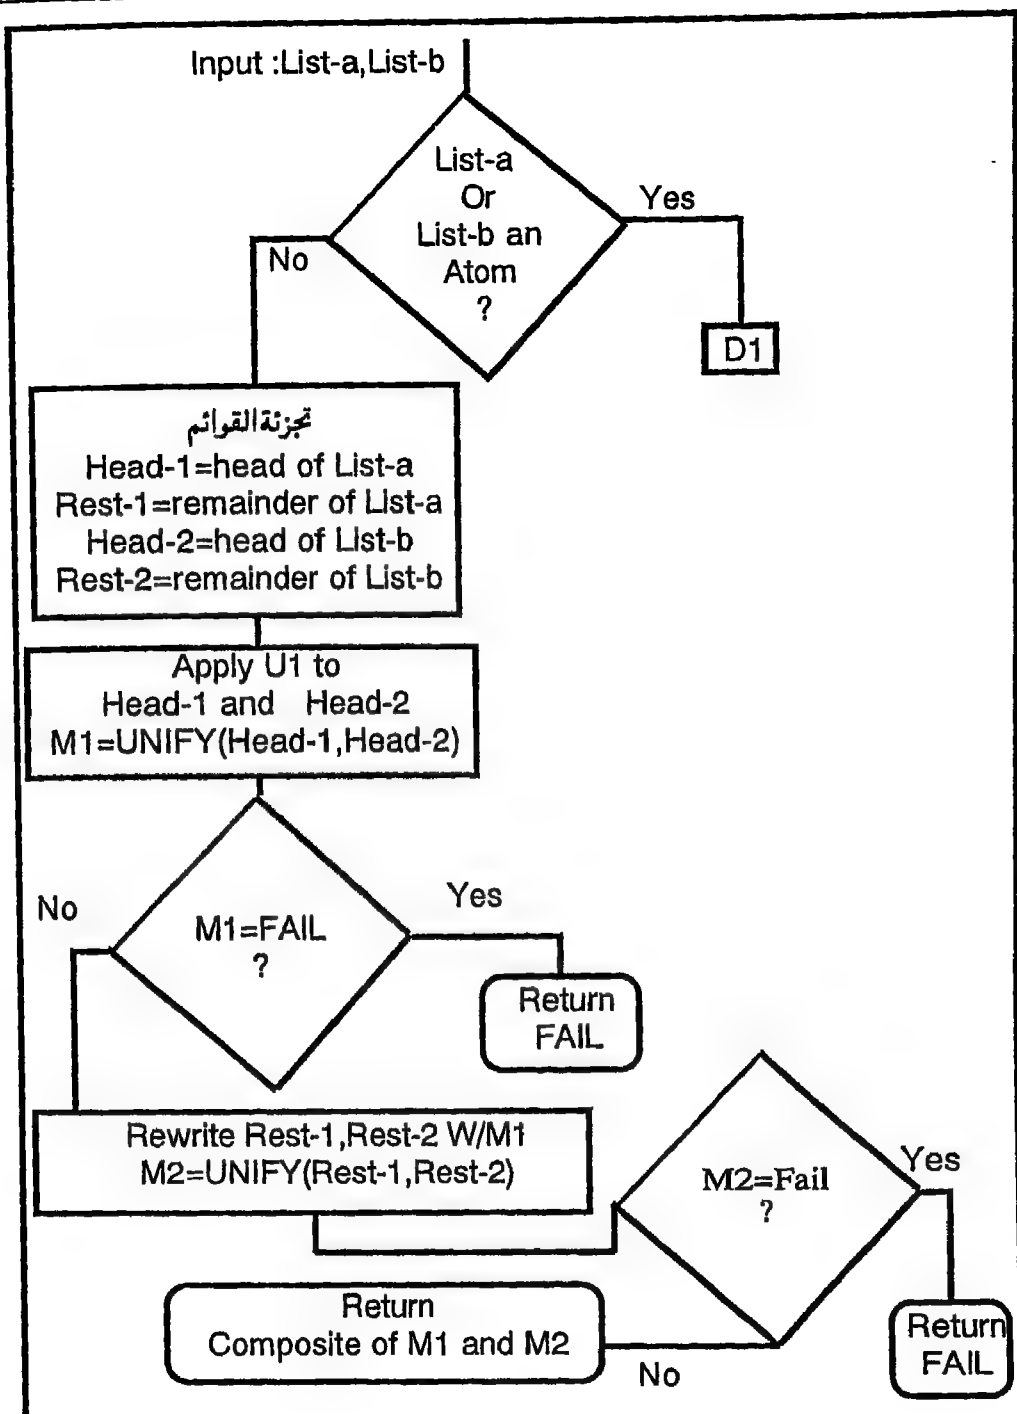 Input :List-a,List-b
List-a
Or
List-b an
Atom
?
Yes
No
D1
تجزئة القوائم
Head-1=head of List-a
Rest-1=remainder of List-a
Head-2=head of List-b
Rest-2=remainder of List-b
Apply U1 to
Head-1 and Head-2
M1=UNIFY(Head-1,Head-2)
No
Yes
M1=FAIL
?
Return
FAIL
Rewrite Rest-1,Rest-2 W/M1
M2=UNIFY(Rest-1,Rest-2)
M2=Fail
?
Yes
Return
Composite of M1 and M2
No
Return
FAIL